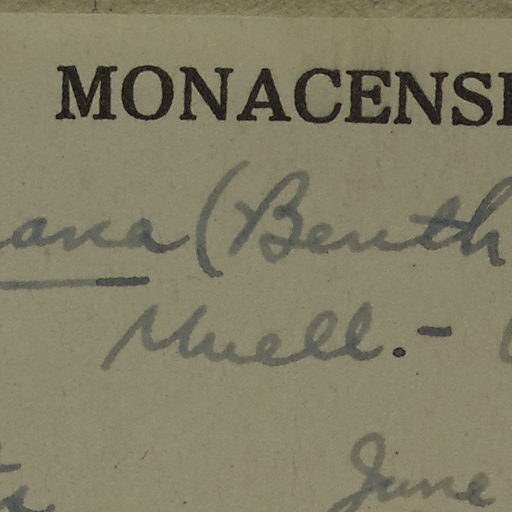 MONACENS
ana (Benth
Muell. -
June